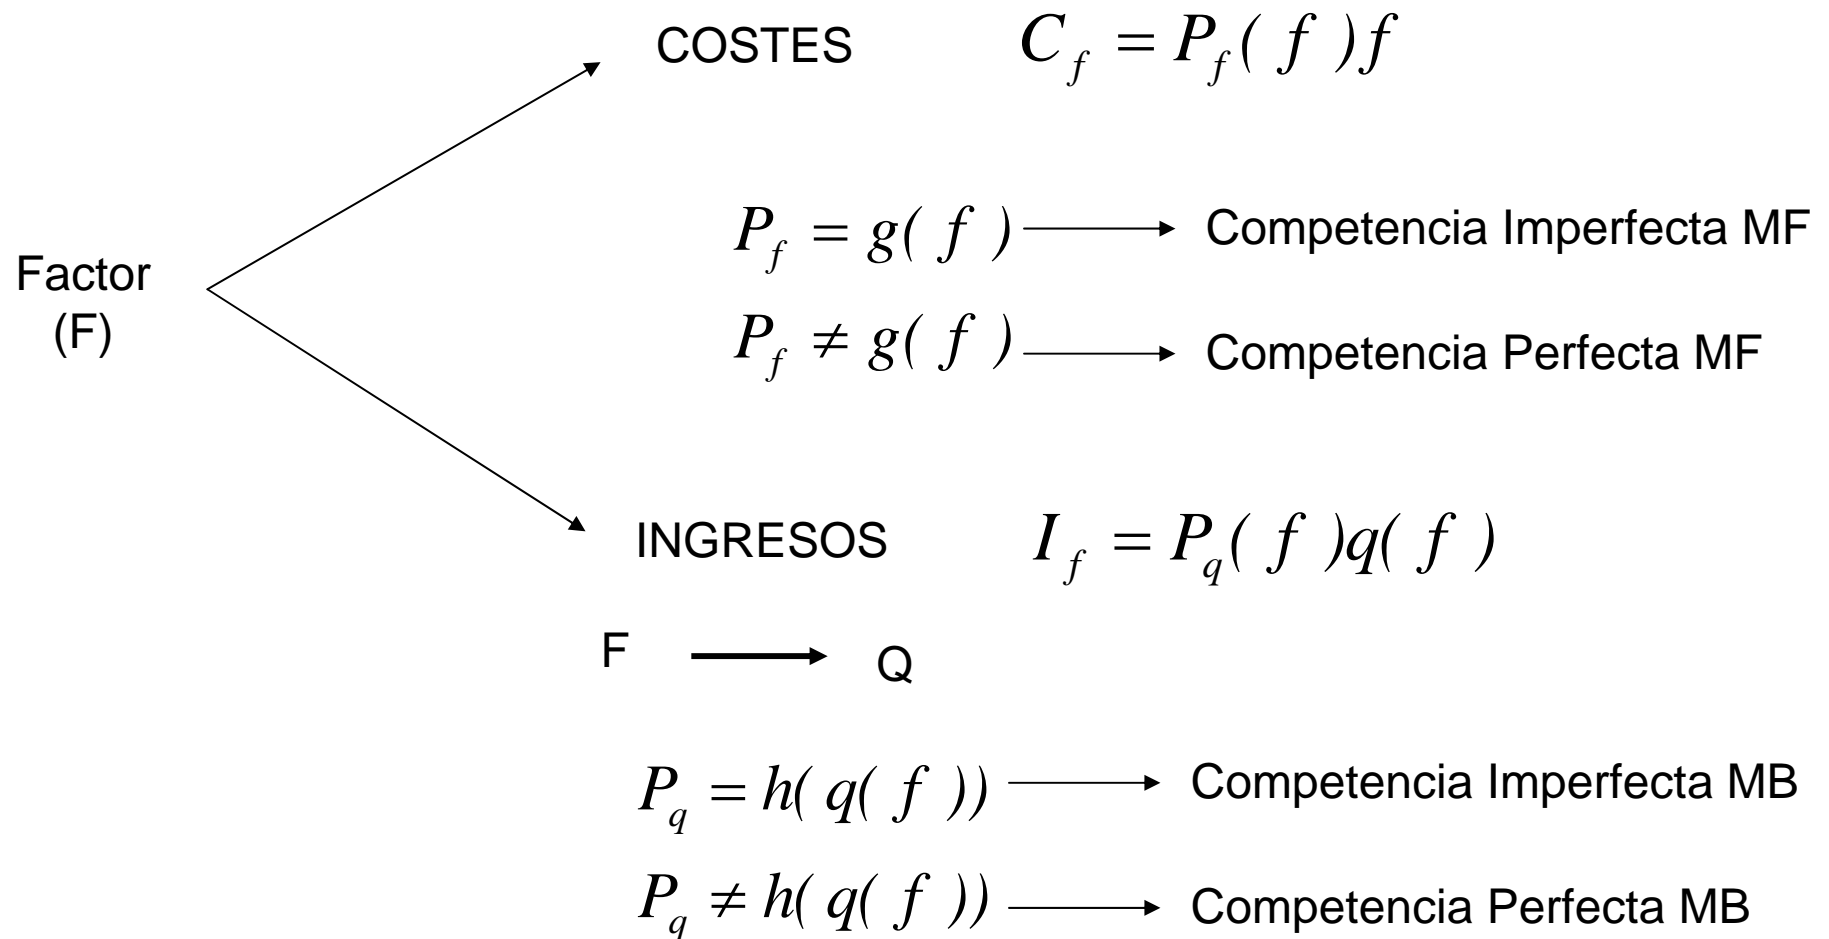 COSTES C_f = P_f( f )f
P_f = g( f ) Competencia Imperfecta MF
Factor
(F)
P_f ≠ g( f ) Competencia Perfecta MF
INGRESOS I_f = P_q( f )q( f )
F Q
P_q = h( q( f )) Competencia Imperfecta MB
P_q ≠ h( q( f )) Competencia Perfecta MB